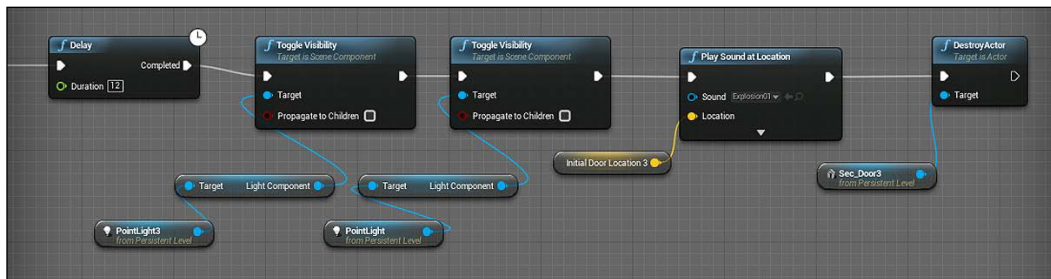 Delay
Completed
Duration 12
Toggle Visibility
Target is Scene Component
Target
Propagate to Children
Toggle Visibility
Target is Scene Component
Target
Propagate to Children
Play Sound at Location
Sound Explosion01
Location
DestroyActor
Target is Actor
Target
Initial Door Location 3
Sec_Door3
from Persistent Level
Target Light Component
Target Light Component
PointLight3
from Persistent Level
PointLight
from Persistent Level